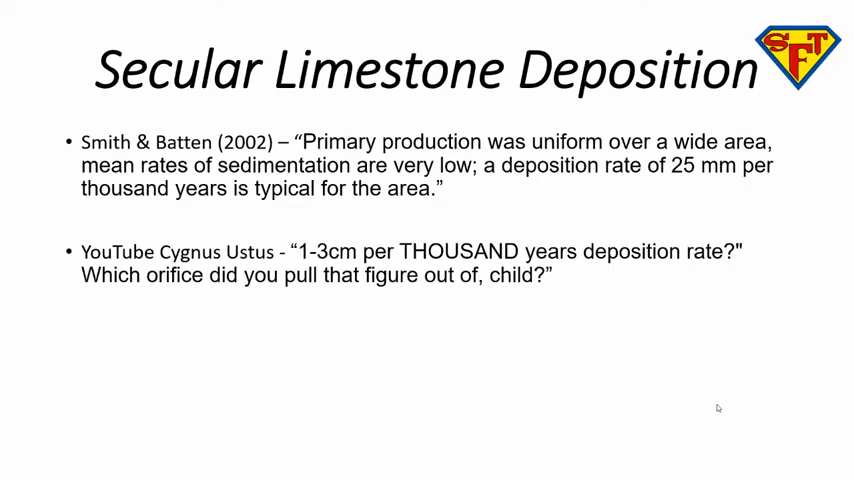 Secular Limestone Deposition
SFT
• Smith & Batten (2002) – “Primary production was uniform over a wide area,
mean rates of sedimentation are very low; a deposition rate of 25 mm per
thousand years is typical for the area.”
• YouTube Cygnus Ustus - “1-3cm per THOUSAND years deposition rate?"
Which orifice did you pull that figure out of, child?”